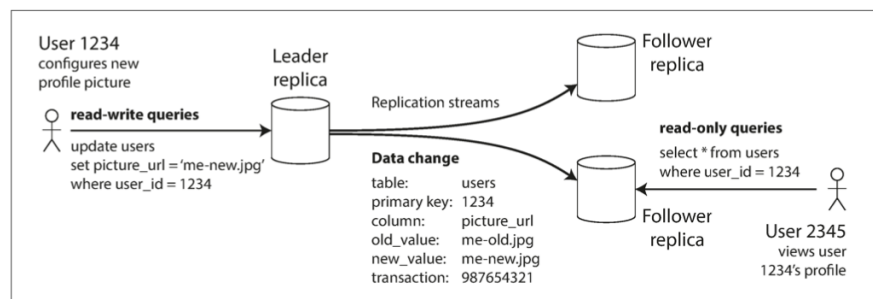 User 1234
configures new
profile picture
read-write queries
update users
set picture_url = ‘me-new.jpg’
where user_id = 1234
Leader
replica
Replication streams
Data change
table: users
primary key: 1234
column: picture_url
old_value: me-old.jpg
new_value: me-new.jpg
transaction: 987654321
Follower
replica
read-only queries
select * from users
where user_id = 1234
Follower
replica
User 2345
views user
1234’s profile